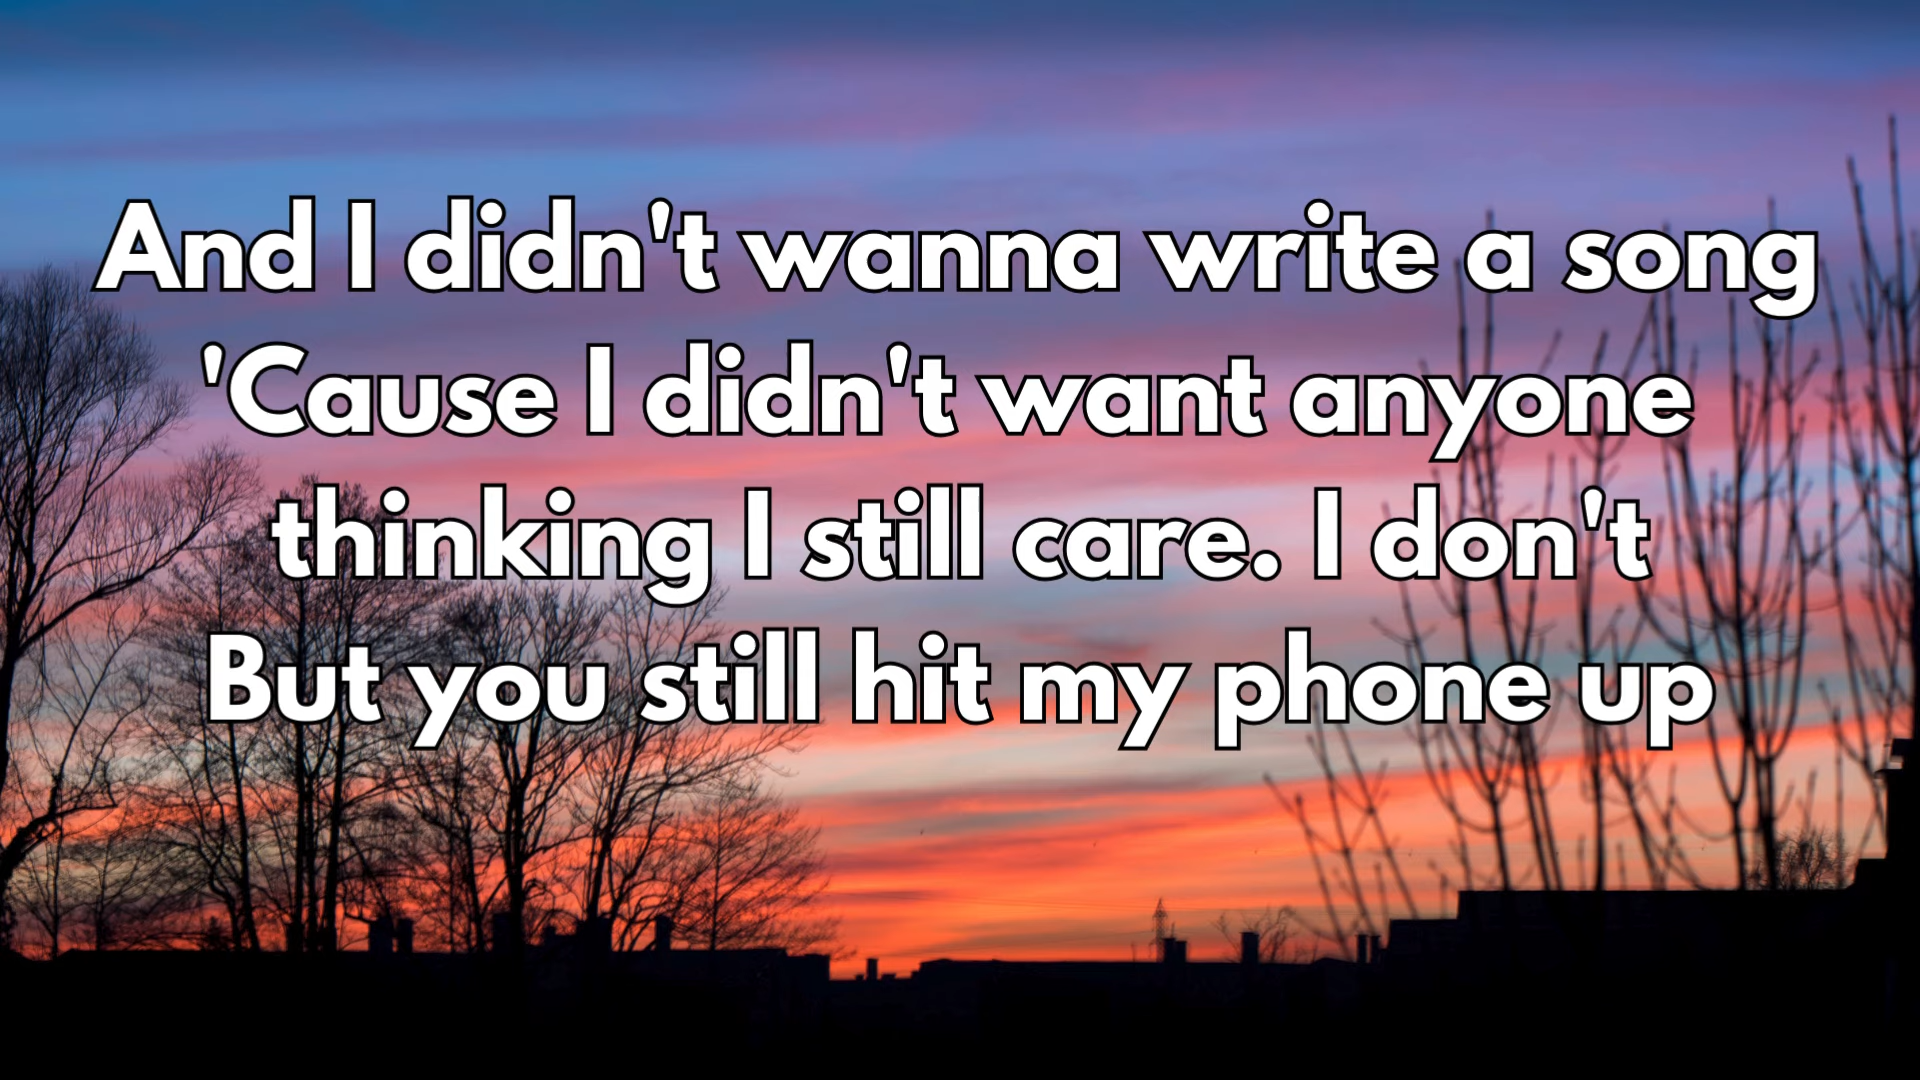 And I didn't wanna write a song
'Cause I didn't want anyone
thinking I still care. I don't
But you still hit my phone up